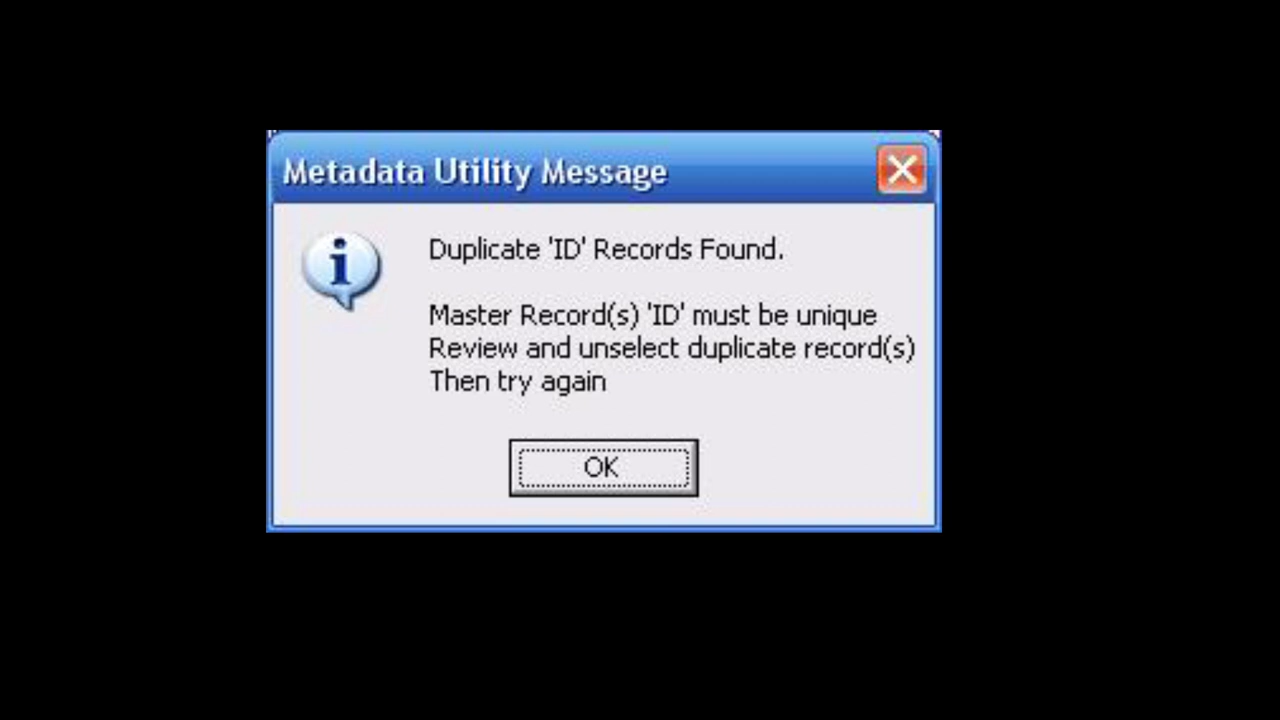 Metadata Utility Message
Duplicate 'ID' Records Found.
Master Record(s) 'ID' must be unique
Review and unselect duplicate record(s)
Then try again
OK